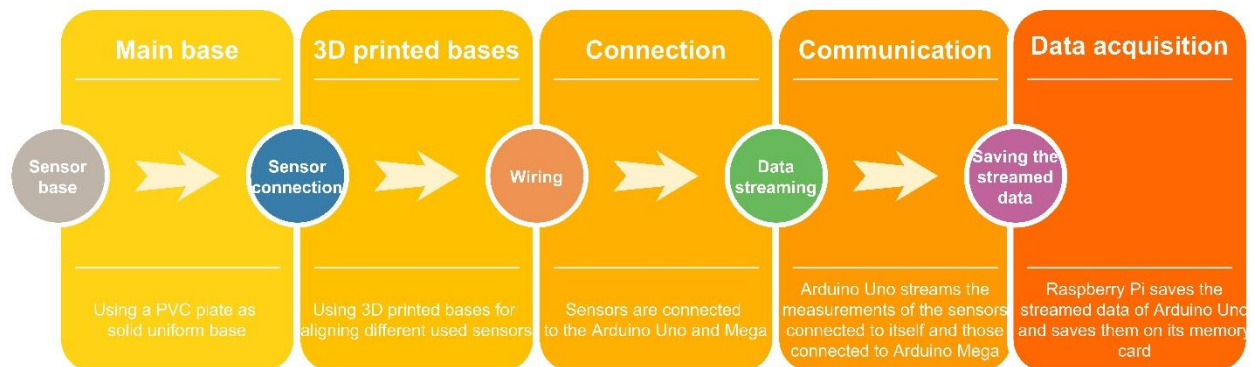 Main base
3D printed bases
Connection
Communication
Data acquisition
Sensor
base
Sensor
connection
Wiring
Data
streaming
Saving the
streamed
data
Using a PVC plate as
solid uniform base
Using 3D printed bases for
aligning different used sensors
Sensors are connected
to the Arduino Uno and Mega
Arduino Uno streams the
measurements of the sensors
connected to itself and those
connected to Arduino Mega
Raspberry Pi saves the
streamed data of Arduino Uno
and saves them on its memory
card